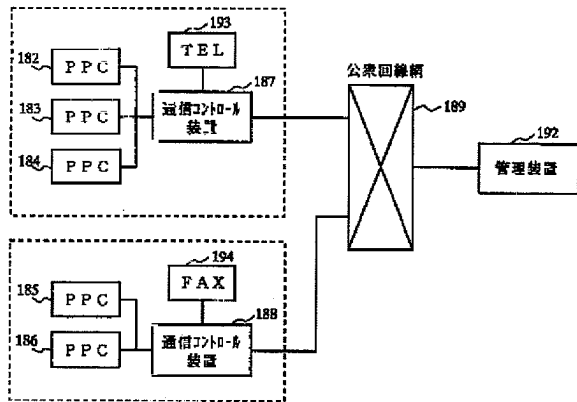 193
TEL
182
PPC
187
183
PPC
通信コントロール
装置
184
PPC
公衆回線網
189
192
管理装置
194
FAX
185
PPC
188
186
PPC
通信コントロール
装置